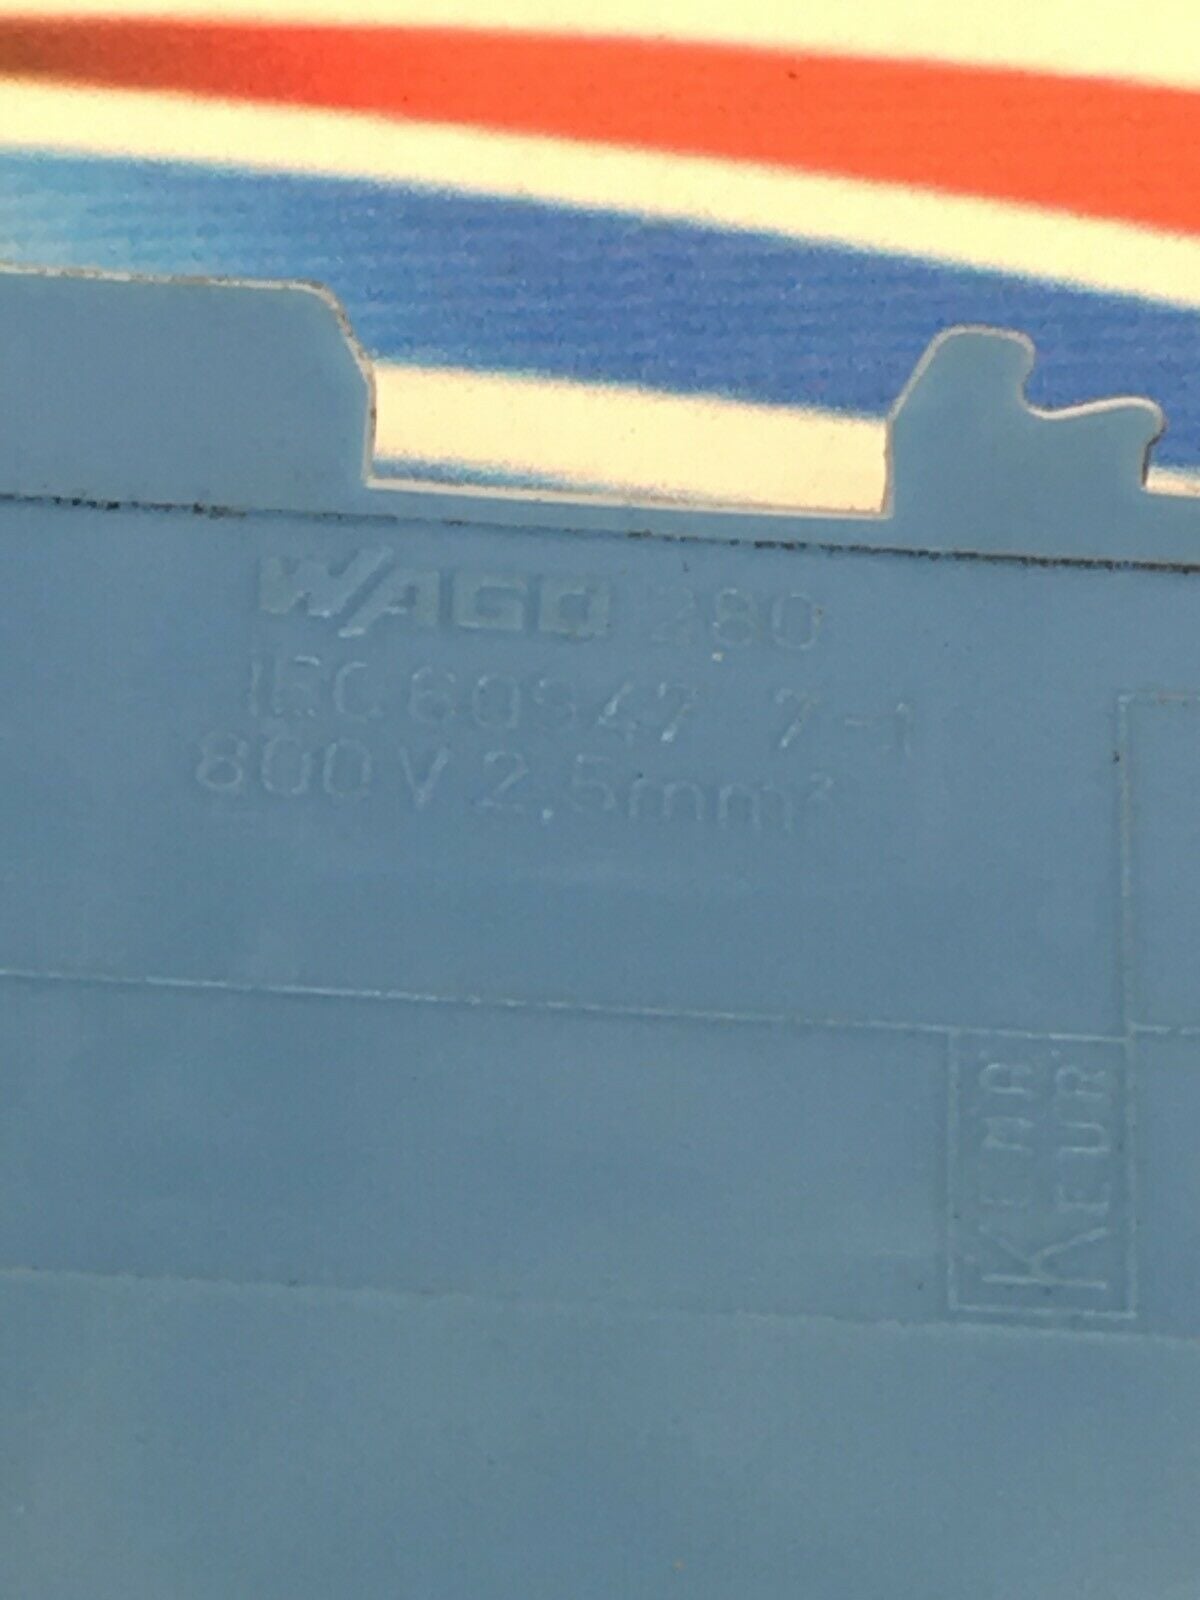 WAGO 280
IEC 60947 7-1
800V 2,5mm²
KEMA
KEUR